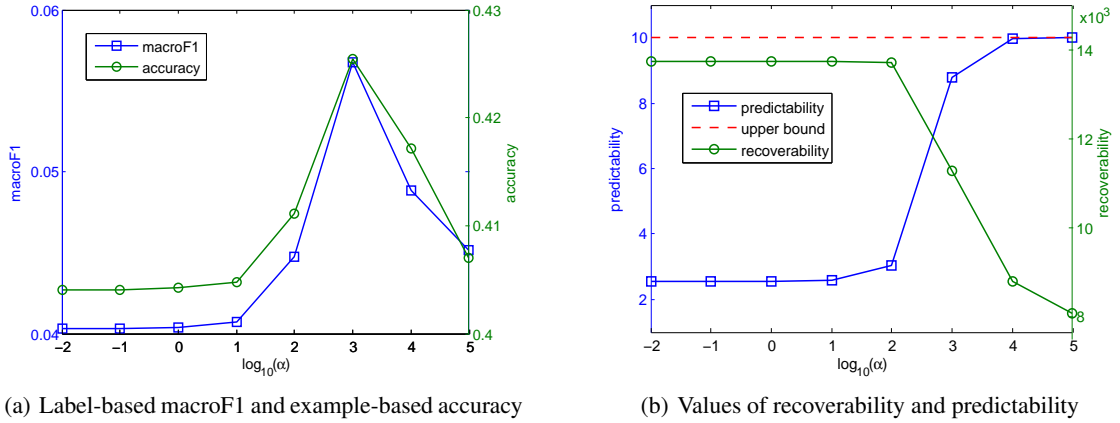 0.06
0.05
0.04
macroF1
0.43
0.42
0.41
0.4
accuracy
macroF1
accuracy
−2 −1 0 1 2 3 4 5
log10(α)
(a) Label-based macroF1 and example-based accuracy
x10³
10
8
6
4
2
predictability
14
12
10
8
recoverability
predictability
upper bound
recoverability
−2 −1 0 1 2 3 4 5
log10(α)
(b) Values of recoverability and predictability